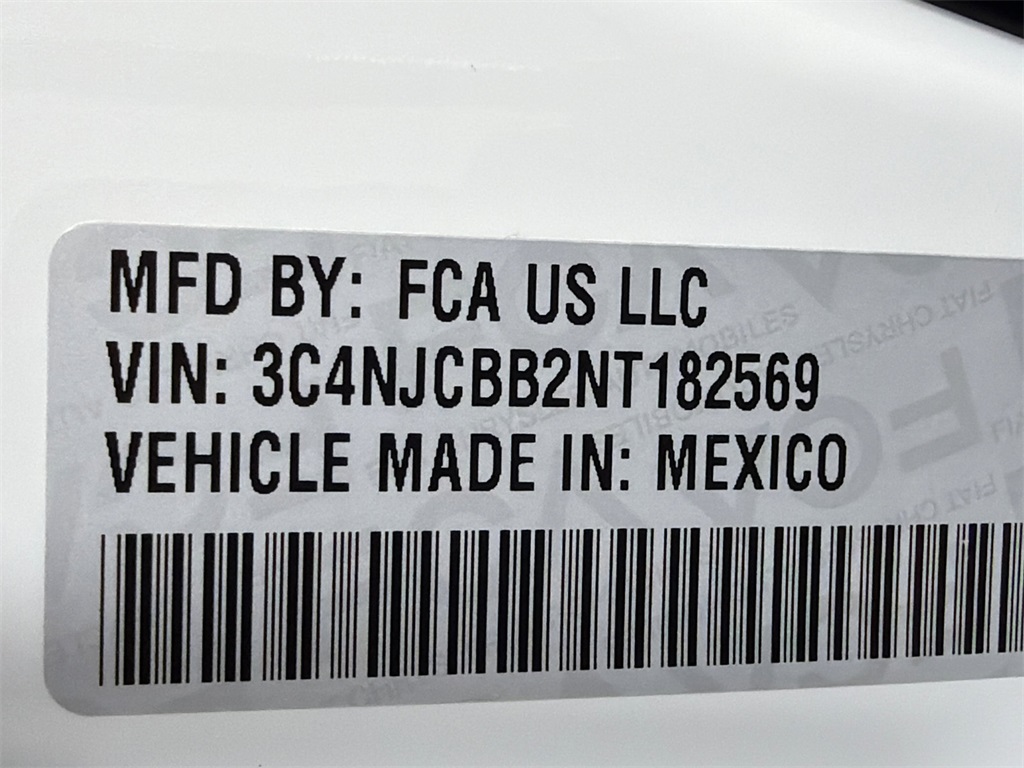 MFD BY: FCA US LLC
VIN: 3C4NJCBB2NT182569
VEHICLE MADE IN: MEXICO